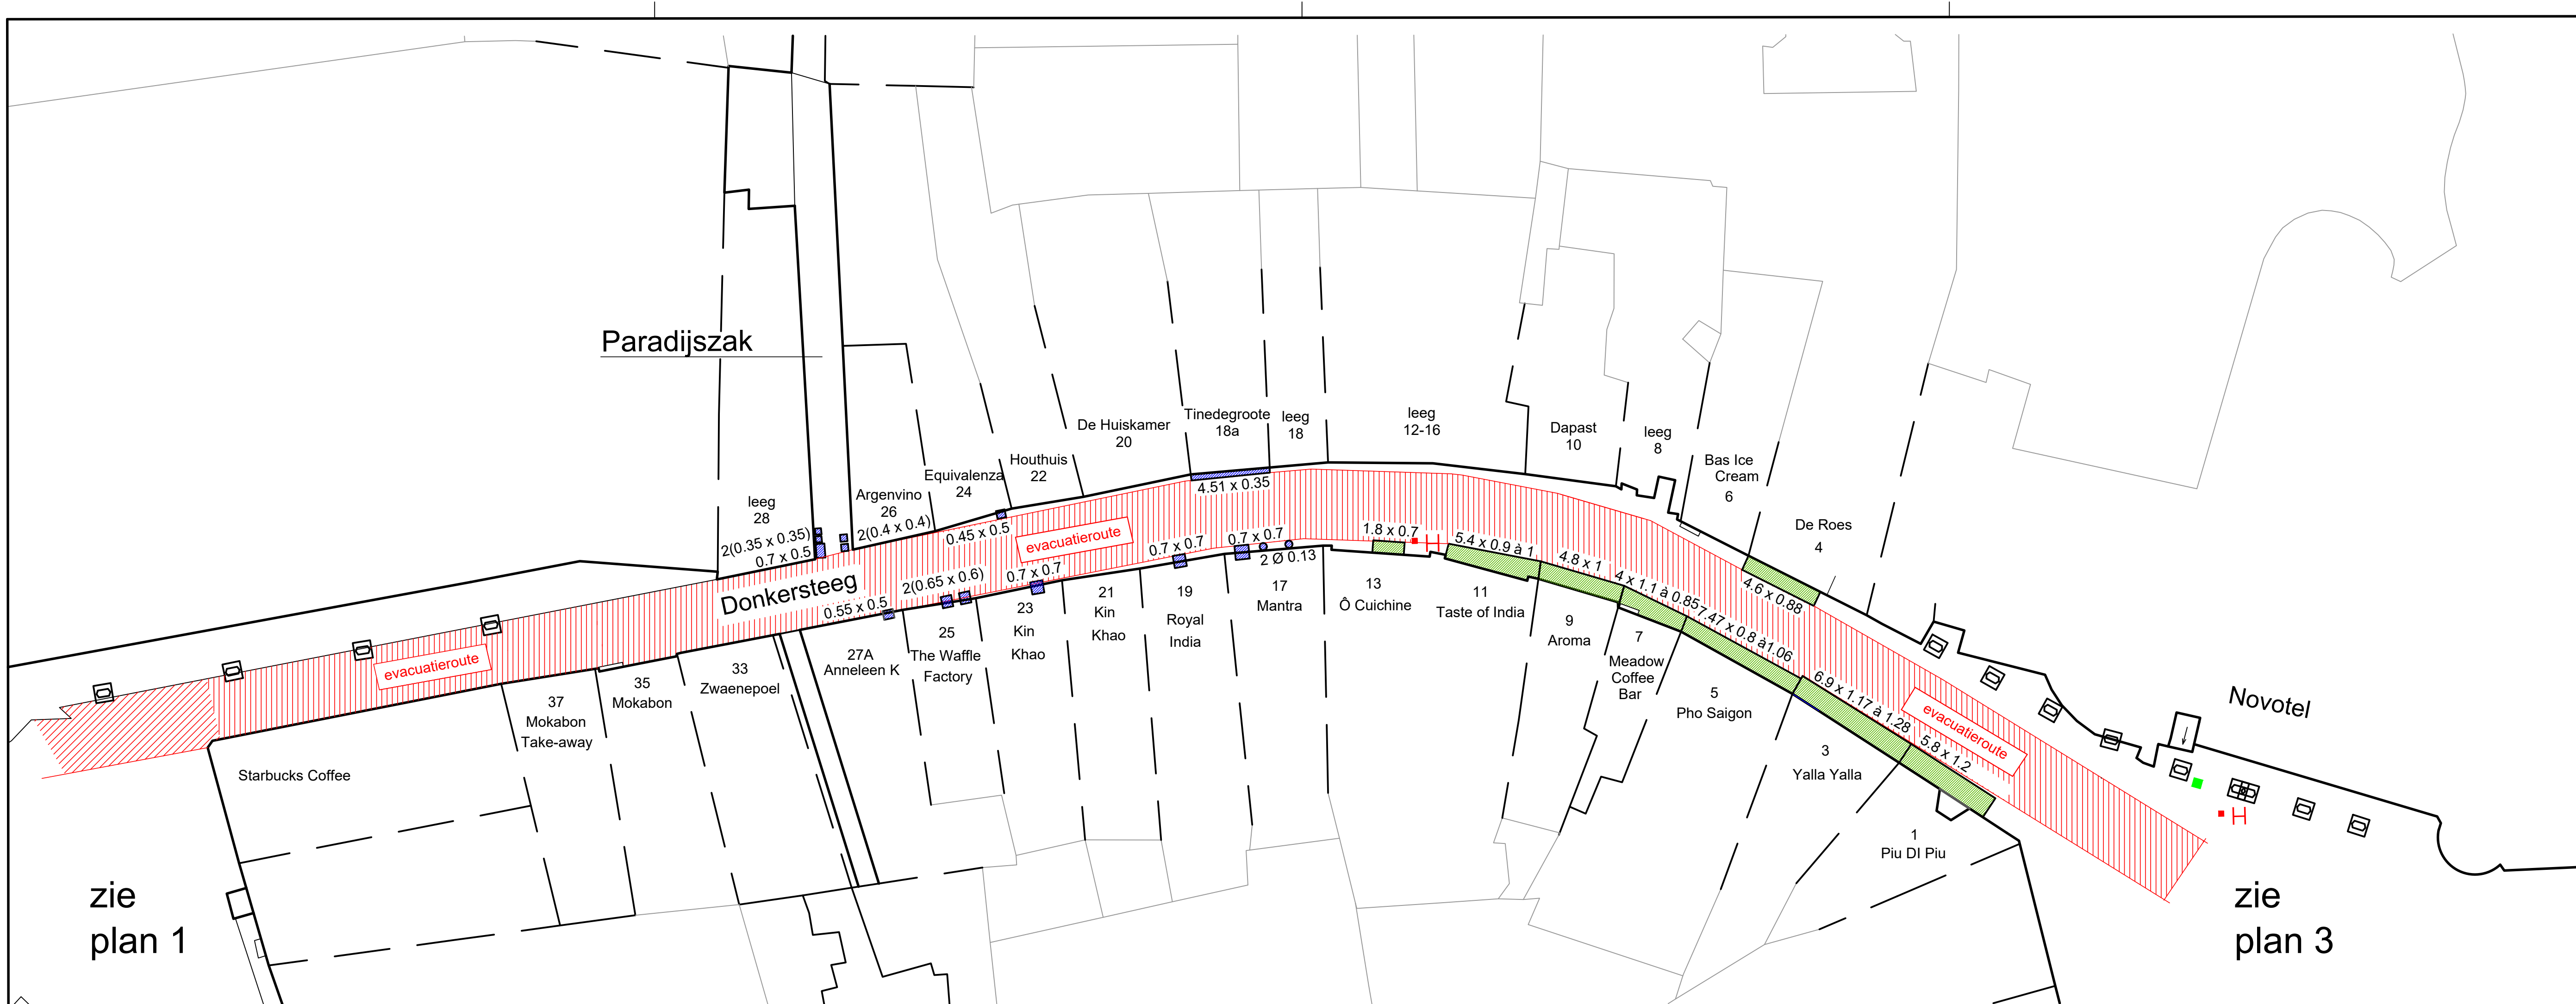 Paradijszak
Donkersteeg
evacuatieroute
evacuatieroute
evacuatieroute
leeg
28
2(0.35 x 0.35)
0.7 x 0.5
Argenvino
26
2(0.4 x 0.4)
Equivalenza
24
0.45 x 0.5
Houthuis
22
De Huiskamer
20
Tinedegroote
18a
4.51 x 0.35
leeg
18
leeg
12-16
Dapast
10
leeg
8
Bas Ice
Cream
6
De Roes
4
4.6 x 0.88
Novotel
Starbucks Coffee
37
Mokabon
Take-away
35
Mokabon
33
Zwaenepoel
27A
Anneleen K
0.55 x 0.5
25
The Waffle
Factory
2(0.65 x 0.6)
23
Kin
Khao
0.7 x 0.7
21
Kin
Khao
19
Royal
India
0.7 x 0.7
17
Mantra
0.7 x 0.7
2 Ø 0.13
13
Ô Cuichine
1.8 x 0.7
H
11
Taste of India
5.4 x 0.9 à 1
9
Aroma
4.8 x 1
7
Meadow
Coffee
Bar
4 x 1.1 à 0.85
5
Pho Saigon
7.47 x 0.8 à1.06
3
Yalla Yalla
6.9 x 1.17 à 1.28
1
Piu DI Piu
5.8 x 1.2
H
zie
plan 1
zie
plan 3